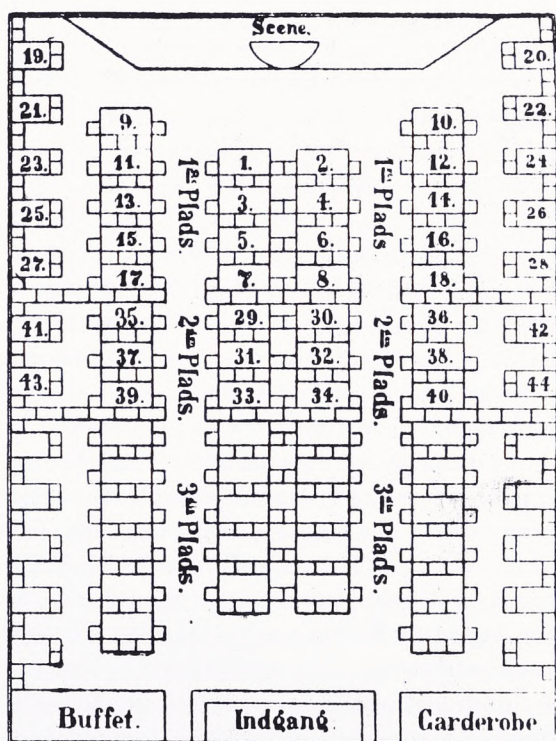 Scene.
19. 20.
21. 9. 10. 22.
23. 11. 1. 2. 12. 24
25. 13. 3. 4. 14. 26
15. 5. 6. 16.
27. 17. 7. 8. 18. 28
1ste Plads. 1ste Plads
41. 35. 29. 30. 36. 42
37. 31. 32. 38.
43. 39. 33. 34. 40. 44
2den Plads. 2den Plads.
3die Plads. 3die Plads.
Buffet. Indgang Garderobe